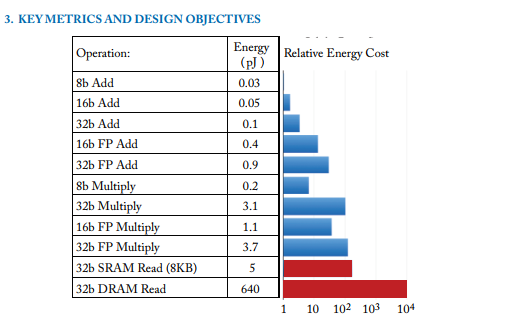 3. KEY METRICS AND DESIGN OBJECTIVES
Operation: Energy (pJ) Relative Energy Cost
8b Add 0.03
16b Add 0.05
32b Add 0.1
16b FP Add 0.4
32b FP Add 0.9
8b Multiply 0.2
32b Multiply 3.1
16b FP Multiply 1.1
32b FP Multiply 3.7
32b SRAM Read (8KB) 5
32b DRAM Read 640
1 10 10² 10³ 10⁴